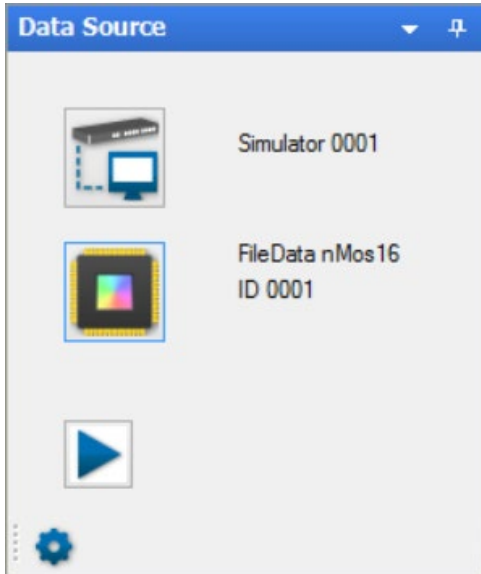 Data Source
Simulator 0001
FileData nMos16
ID 0001